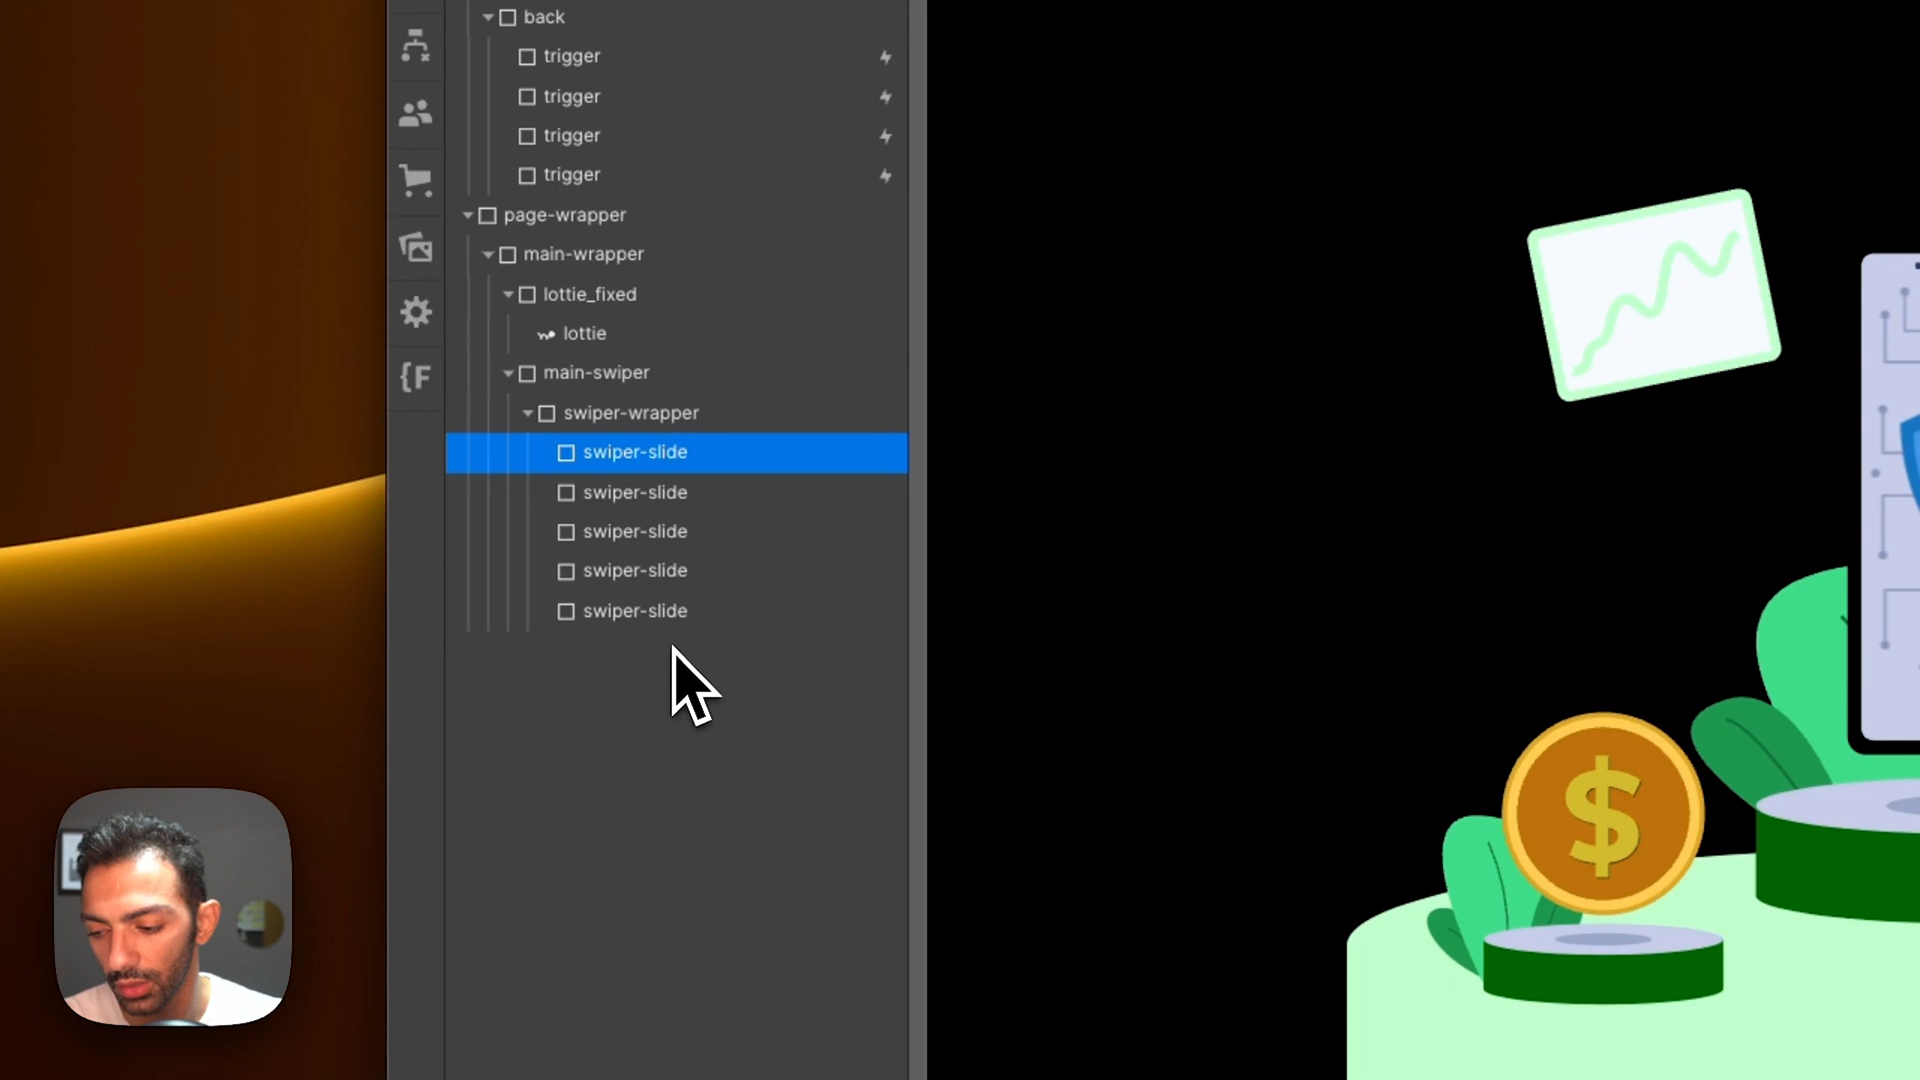 back
trigger
trigger
trigger
trigger
page-wrapper
main-wrapper
lottie_fixed
lottie
main-swiper
swiper-wrapper
swiper-slide
swiper-slide
swiper-slide
swiper-slide
swiper-slide
{F
$